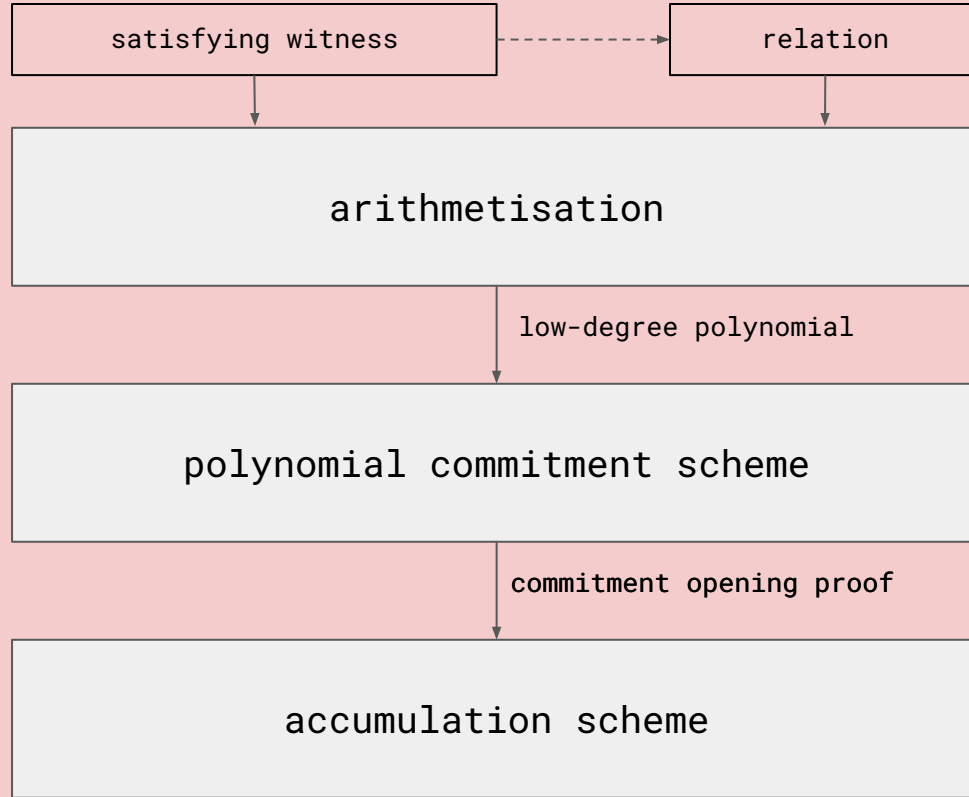 satisfying witness
relation
arithmetisation
low-degree polynomial
polynomial commitment scheme
commitment opening proof
accumulation scheme